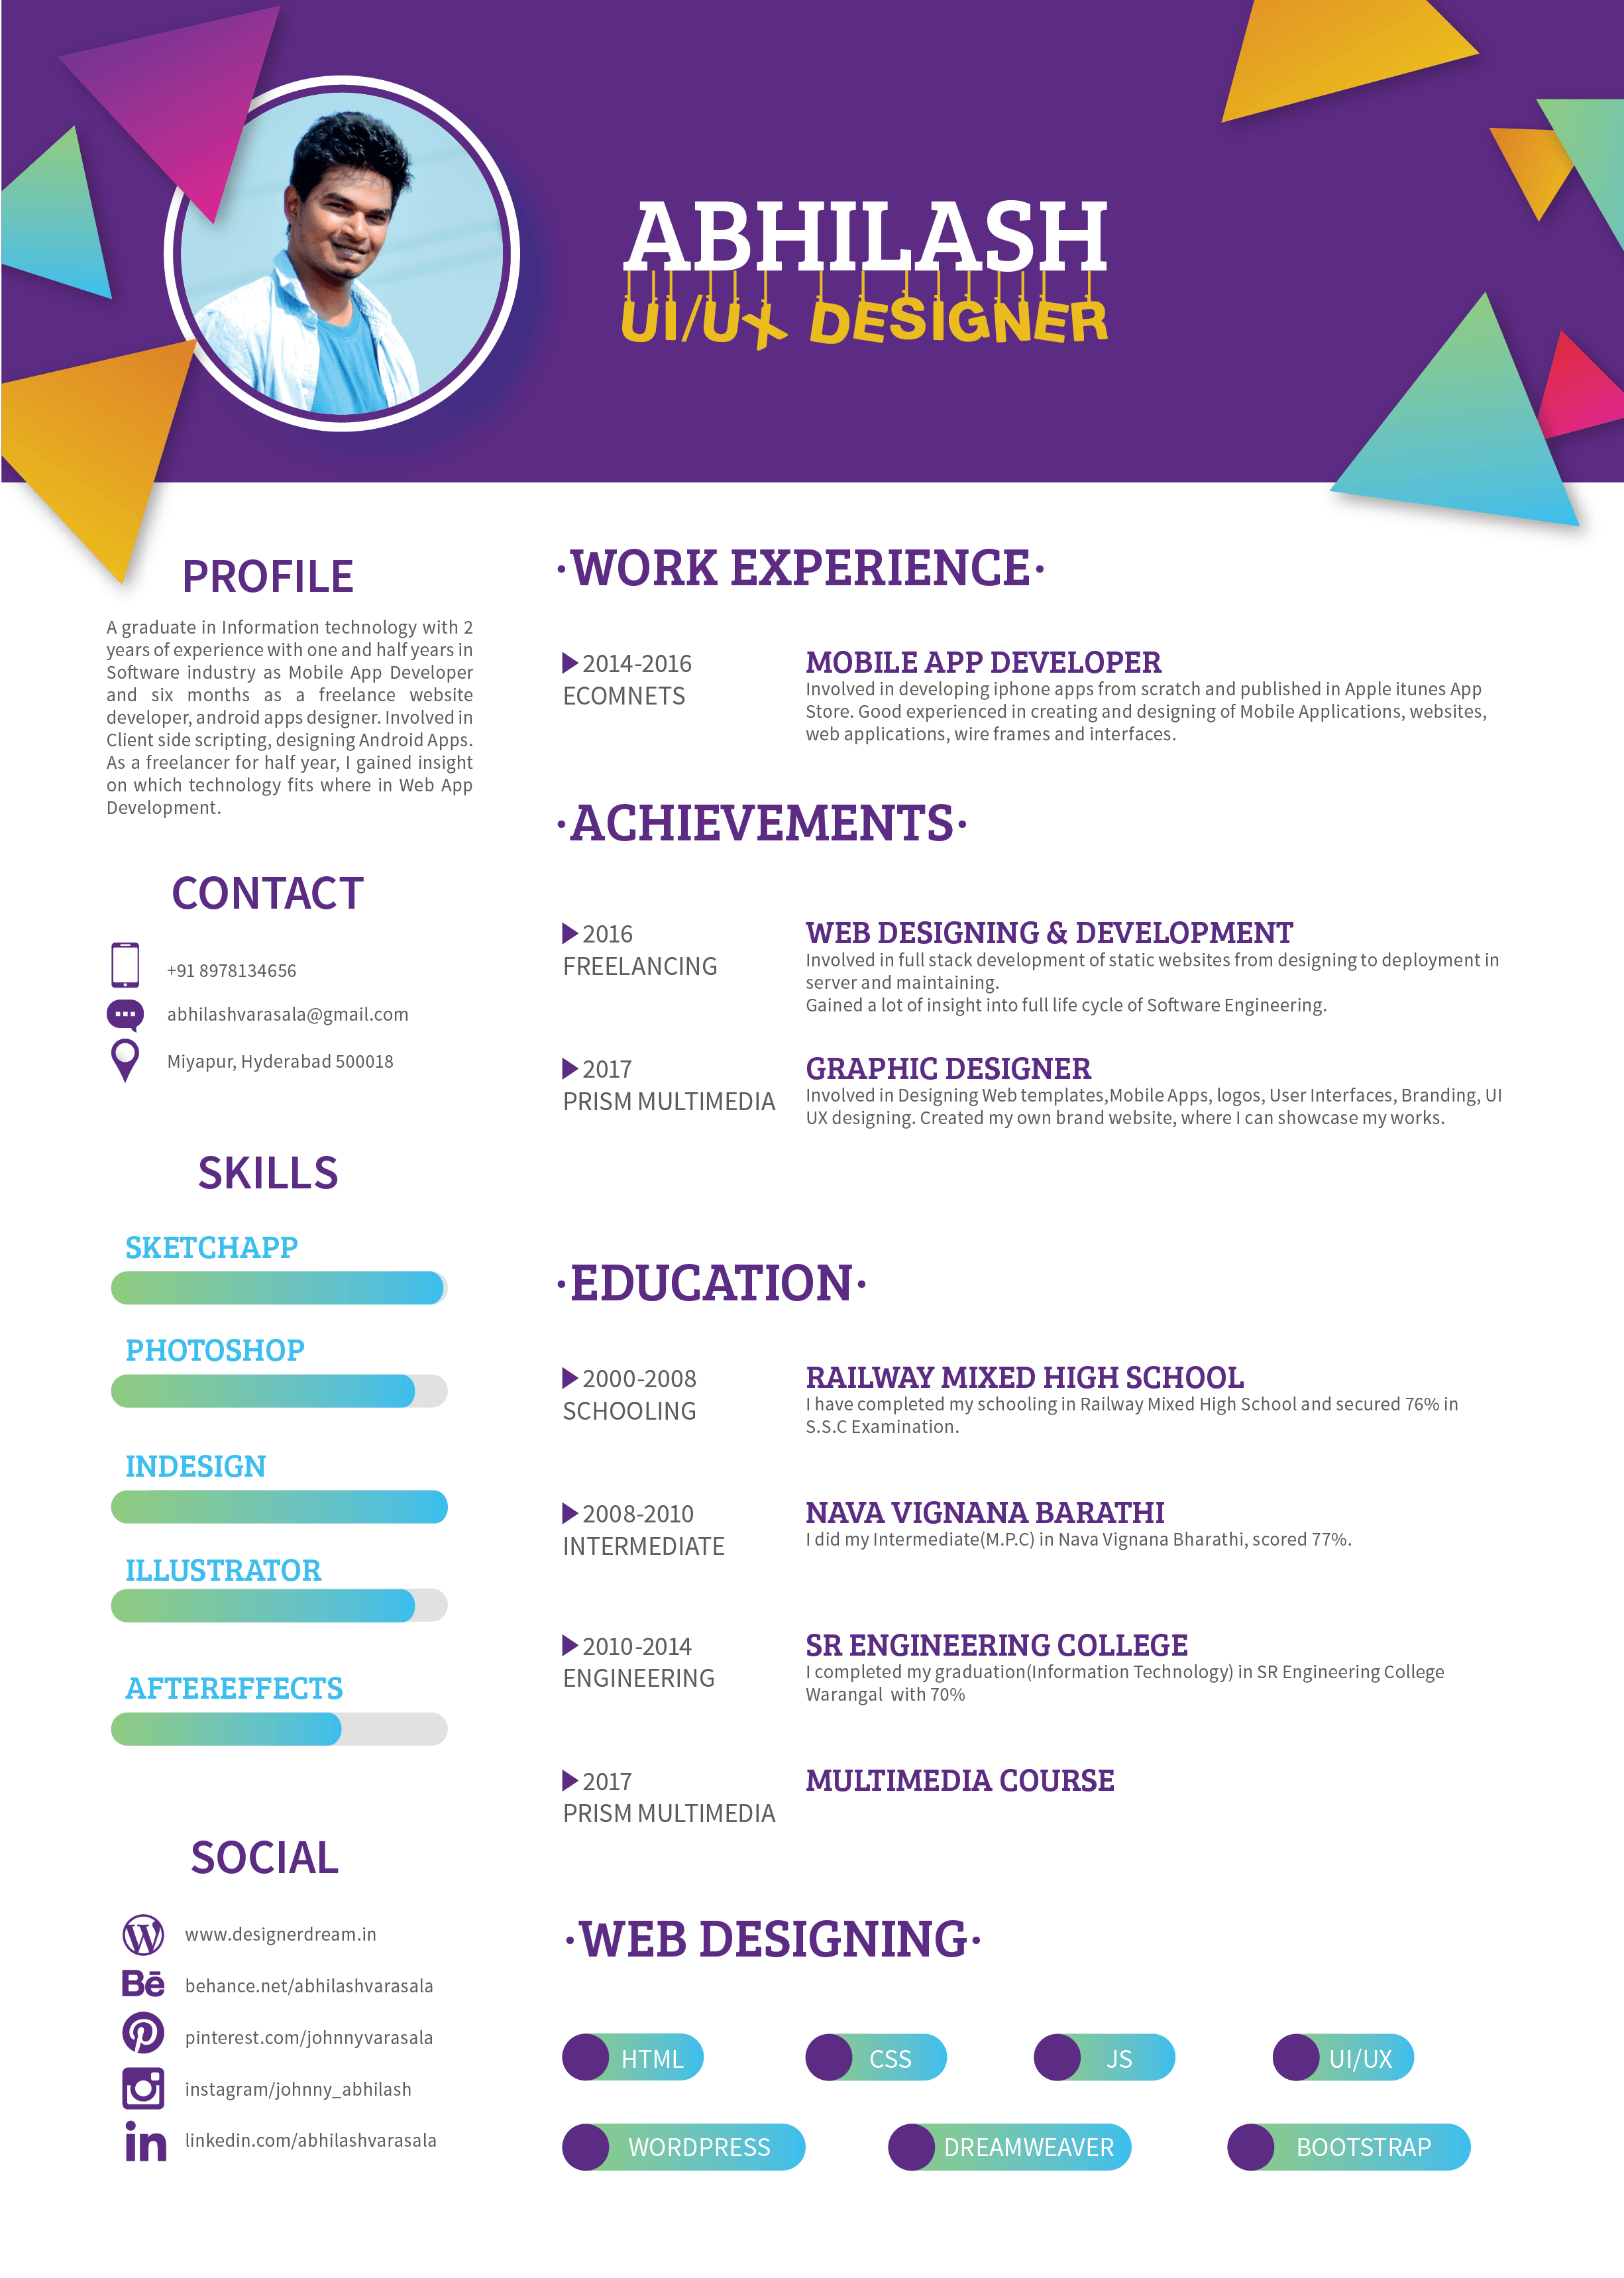 ABHILASH
UI/UX DESIGNER
PROFILE
A graduate in Information technology with 2
years of experience with one and half years in
Software industry as Mobile App Developer
and six months as a freelance website
developer, android apps designer. Involved in
Client side scripting, designing Android Apps.
As a freelancer for half year, I gained insight
on which technology fits where in Web App
Development.
CONTACT
+91 8978134656
abhilashvarasala@gmail.com
Miyapur, Hyderabad 500018
SKILLS
SKETCHAPP
PHOTOSHOP
INDESIGN
ILLUSTRATOR
AFTEREFFECTS
SOCIAL
www.designerdream.in
Bē behance.net/abhilashvarasala
pinterest.com/johnnyvarasala
instagram/johnny_abhilash
in linkedin.com/abhilashvarasala
·WORK EXPERIENCE·
2014-2016
ECOMNETS
MOBILE APP DEVELOPER
Involved in developing iphone apps from scratch and published in Apple itunes App
Store. Good experienced in creating and designing of Mobile Applications, websites,
web applications, wire frames and interfaces.
·ACHIEVEMENTS·
2016
FREELANCING
WEB DESIGNING & DEVELOPMENT
Involved in full stack development of static websites from designing to deployment in
server and maintaining.
Gained a lot of insight into full life cycle of Software Engineering.
2017
PRISM MULTIMEDIA
GRAPHIC DESIGNER
Involved in Designing Web templates,Mobile Apps, logos, User Interfaces, Branding, UI
UX designing. Created my own brand website, where I can showcase my works.
·EDUCATION·
2000-2008
SCHOOLING
RAILWAY MIXED HIGH SCHOOL
I have completed my schooling in Railway Mixed High School and secured 76% in
S.S.C Examination.
2008-2010
INTERMEDIATE
NAVA VIGNANA BARATHI
I did my Intermediate(M.P.C) in Nava Vignana Bharathi, scored 77%.
2010-2014
ENGINEERING
SR ENGINEERING COLLEGE
I completed my graduation(Information Technology) in SR Engineering College
Warangal with 70%
2017
PRISM MULTIMEDIA
MULTIMEDIA COURSE
·WEB DESIGNING·
HTML
CSS
JS
UI/UX
WORDPRESS
DREAMWEAVER
BOOTSTRAP